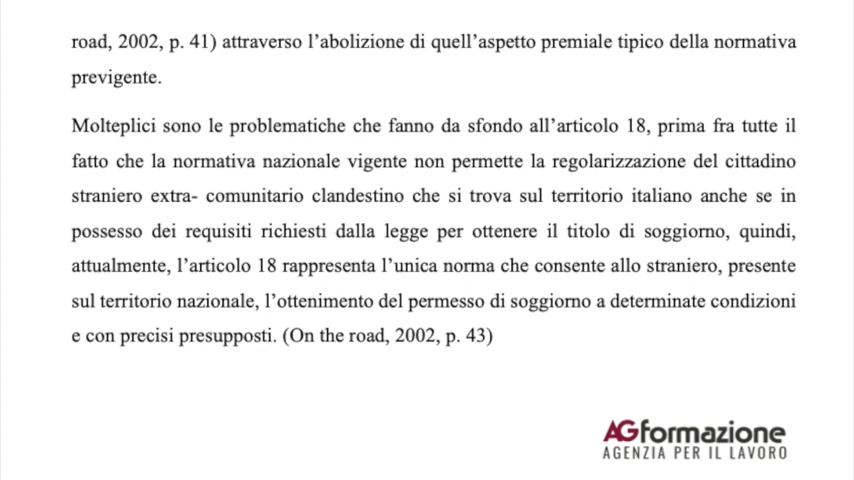 road, 2002, p. 41) attraverso l’abolizione di quell’aspetto premiale tipico della normativa
previgente.
Molteplici sono le problematiche che fanno da sfondo all’articolo 18, prima fra tutte il
fatto che la normativa nazionale vigente non permette la regolarizzazione del cittadino
straniero extra- comunitario clandestino che si trova sul territorio italiano anche se in
possesso dei requisiti richiesti dalla legge per ottenere il titolo di soggiorno, quindi,
attualmente, l’articolo 18 rappresenta l’unica norma che consente allo straniero, presente
sul territorio nazionale, l’ottenimento del permesso di soggiorno a determinate condizioni
e con precisi presupposti. (On the road, 2002, p. 43)
AGformazione
AGENZIA PER IL LAVORO